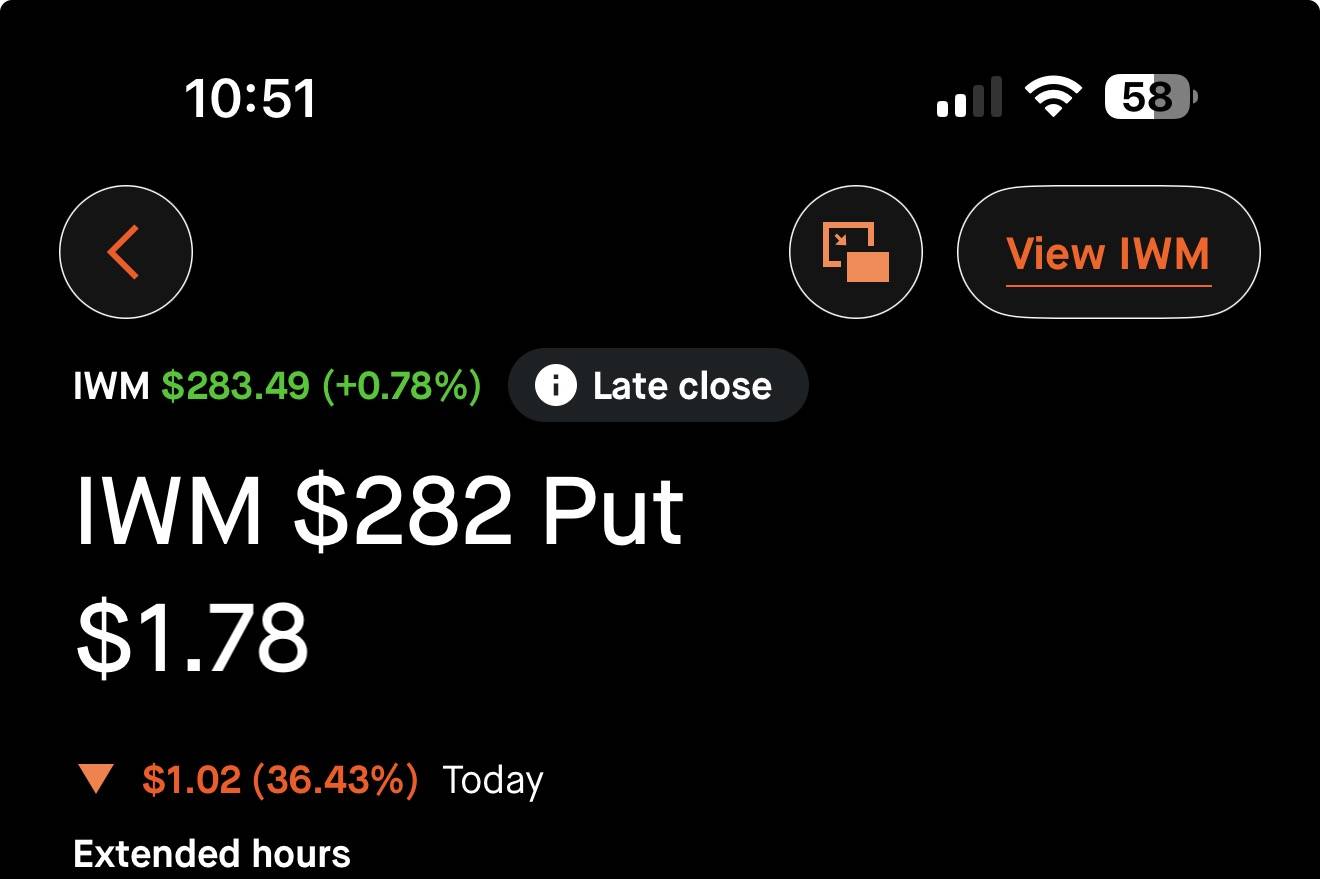 10:51 58
View IWM
IWM $283.49 (+0.78%) Late close
IWM $282 Put
$1.78
▼ $1.02 (36.43%) Today
Extended hours